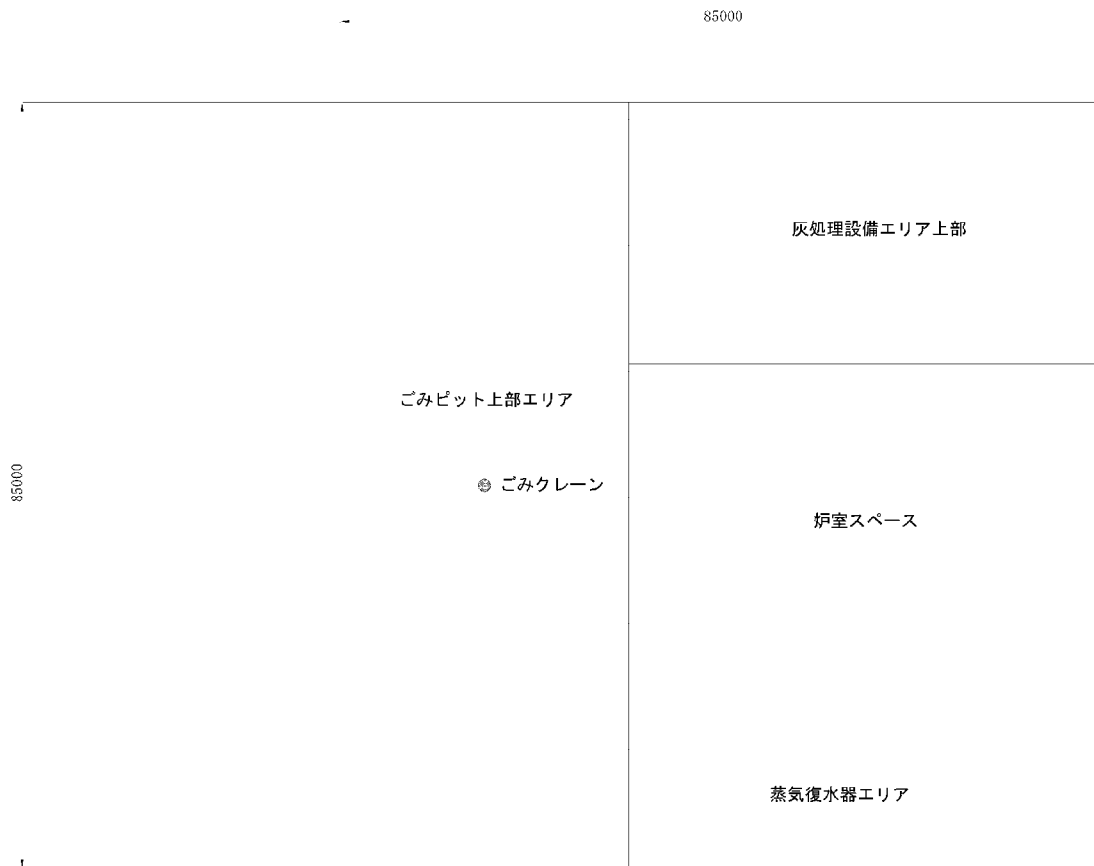 85000
灰処理設備エリア上部
ごみピット上部エリア
85000
ごみクレーン
炉室スペース
蒸気復水器エリア